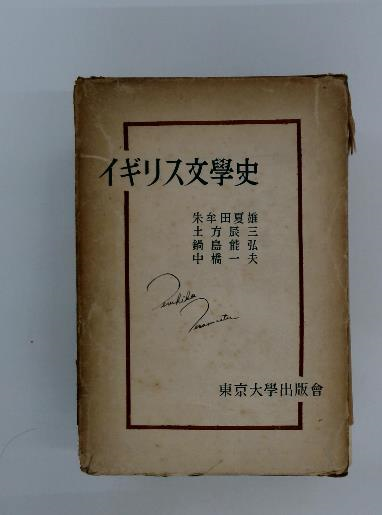 イギリス文學史
朱牟田夏雄
土方辰三
鍋島能弘
中橋一夫
東京大學出版會